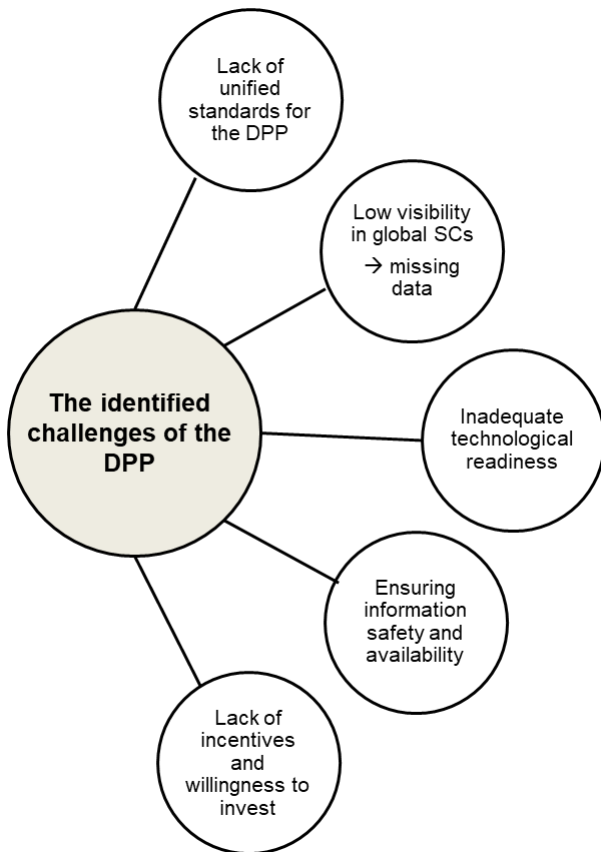 Lack of
unified
standards for
the DPP
Low visibility
in global SCs
→ missing
data
The identified
challenges of the
DPP
Inadequate
technological
readiness
Ensuring
information
safety and
availability
Lack of
incentives
and
willingness to
invest